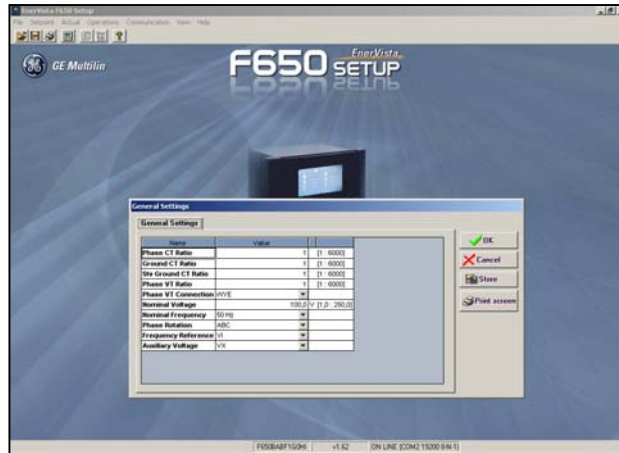 EnerVista F650 Setup
File Setpoint Actual Operations Communication View Help
GE Multilin
EnerVista
F650 SETUP
General Settings
General Settings
Name Value
Phase CT Ratio 1 [1 : 6000]
Ground CT Ratio 1 [1 : 6000]
Stv Ground CT Ratio 1 [1 : 6000]
Phase VT Ratio 1 [1 : 6000]
Phase VT Connection WYE
Nominal Voltage 100,0 V [1,0 : 250,0]
Nominal Frequency 50 Hz
Phase Rotation ABC
Frequency Reference VI
Auxiliary Voltage VX
OK
Cancel
Store
Print screen
F650BABF1G0HI v1.62 ON LINE (COM2 19200 8-N-1)